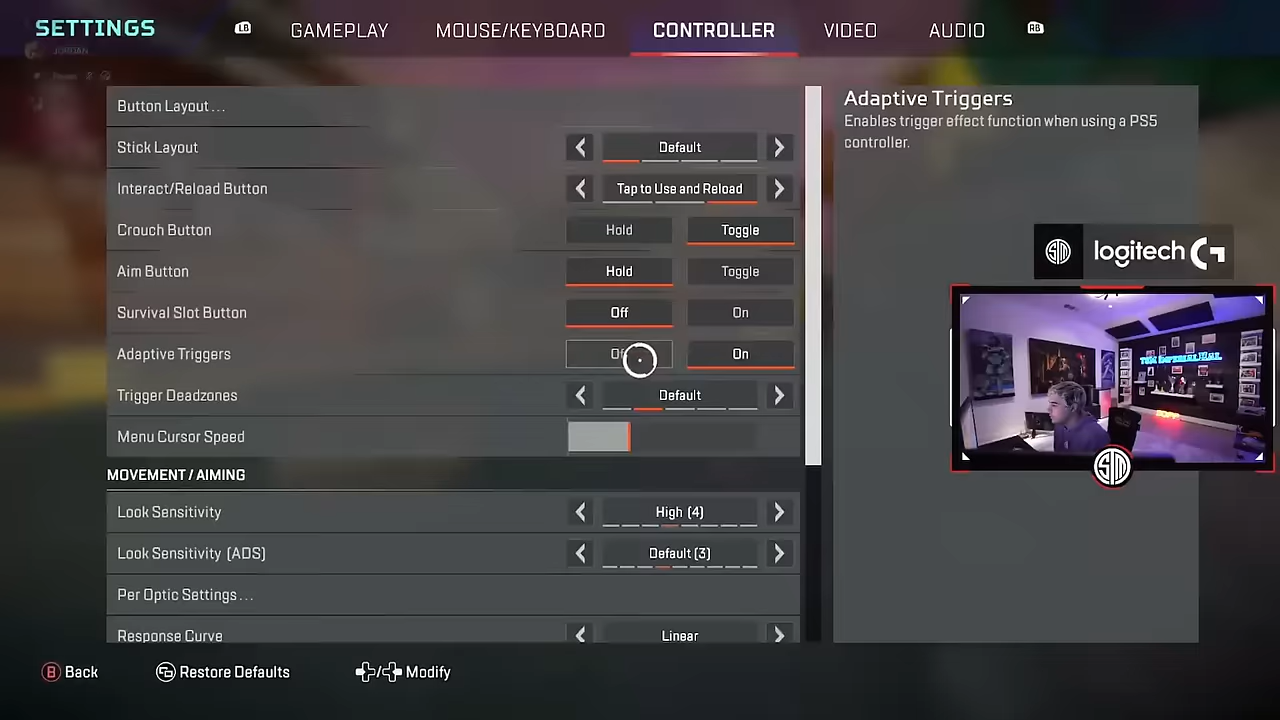 SETTINGS
LB
GAMEPLAY
MOUSE/KEYBOARD
CONTROLLER
VIDEO
AUDIO
RB
JORDAN
Button Layout...
Stick Layout
Default
Interact/Reload Button
Tap to Use and Reload
Crouch Button
Hold
Toggle
Aim Button
Hold
Toggle
Survival Slot Button
Off
On
Adaptive Triggers
On
Trigger Deadzones
Default
Menu Cursor Speed
MOVEMENT / AIMING
Look Sensitivity
High (4)
Look Sensitivity (ADS)
Default (3)
Per Optic Settings...
Response Curve
Linear
Adaptive Triggers
Enables trigger effect function when using a PS5
controller.
logitech G
B Back
Restore Defaults
/ Modify